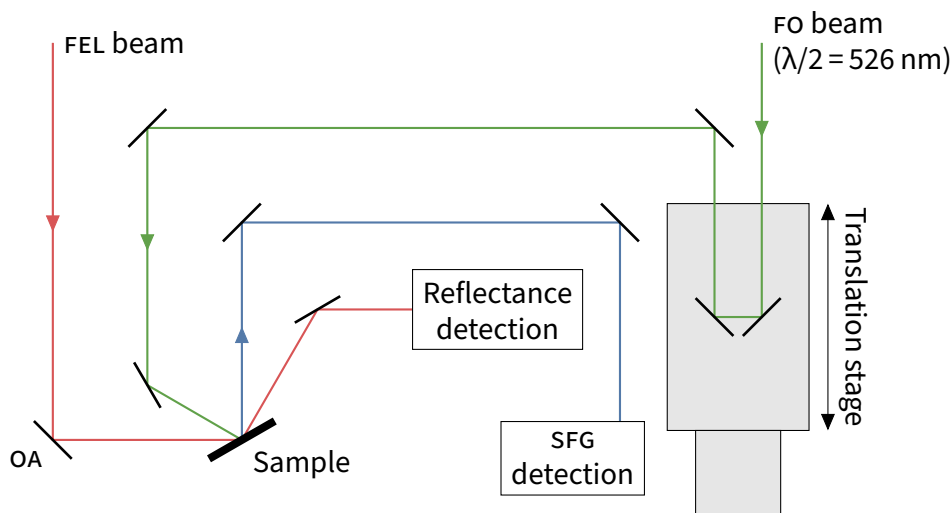 FEL beam
FO beam
(λ/2 = 526 nm)
Translation stage
Reflectance
detection
OA
Sample
SFG
detection